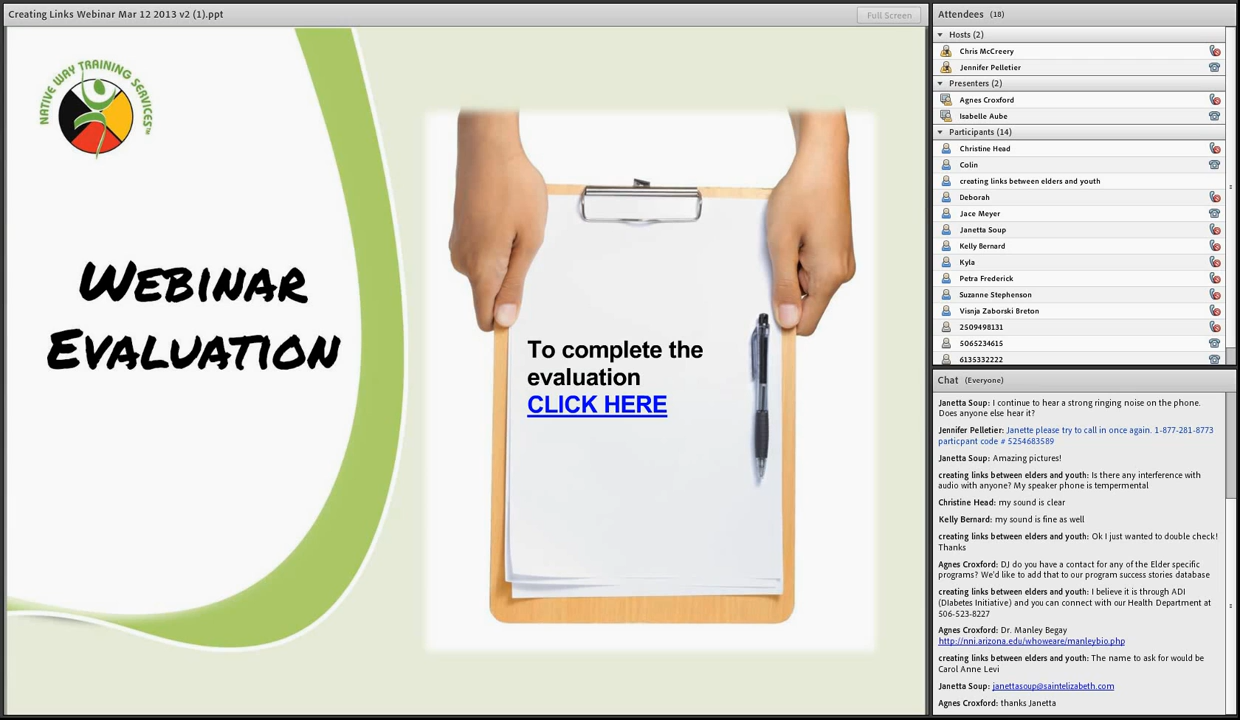 Creating Links Webinar Mar 12 2013 v2 (1).ppt
Full Screen
NATIVE WAY TRAINING SERVICES™
WEBINAR
EVALUATION
To complete the
evaluation
CLICK HERE
Attendees (18)
Hosts (2)
Chris McCreery
Jennifer Pelletier
Presenters (2)
Agnes Croxford
Isabelle Aube
Participants (14)
Christine Head
Colin
creating links between elders and youth
Deborah
Jace Meyer
Janetta Soup
Kelly Bernard
Kyla
Petra Frederick
Suzanne Stephenson
Visnja Zaborski Breton
2509498131
5065234615
6135332222
Chat (Everyone)
Janetta Soup: I continue to hear a strong ringing noise on the phone.
Does anyone else hear it?
Jennifer Pelletier: Janette please try to call in once again. 1-877-281-8773
particpant code # 5254683589
Janetta Soup: Amazing pictures!
creating links between elders and youth: Is there any interference with
audio with anyone? My speaker phone is tempermental
Christine Head: my sound is clear
Kelly Bernard: my sound is fine as well
creating links between elders and youth: Ok I just wanted to double check!
Thanks
Agnes Croxford: DJ do you have a contact for any of the Elder specific
programs? We'd like to add that to our program success stories database
creating links between elders and youth: I believe it is through ADI
(DIabetes Initiative) and you can connect with our Health Department at
506-523-8227
Agnes Croxford: Dr. Manley Begay
http://nni.arizona.edu/whoweare/manleybio.php
creating links between elders and youth: The name to ask for would be
Carol Anne Levi
Janetta Soup: janettasoup@saintelizabeth.com
Agnes Croxford: thanks Janetta